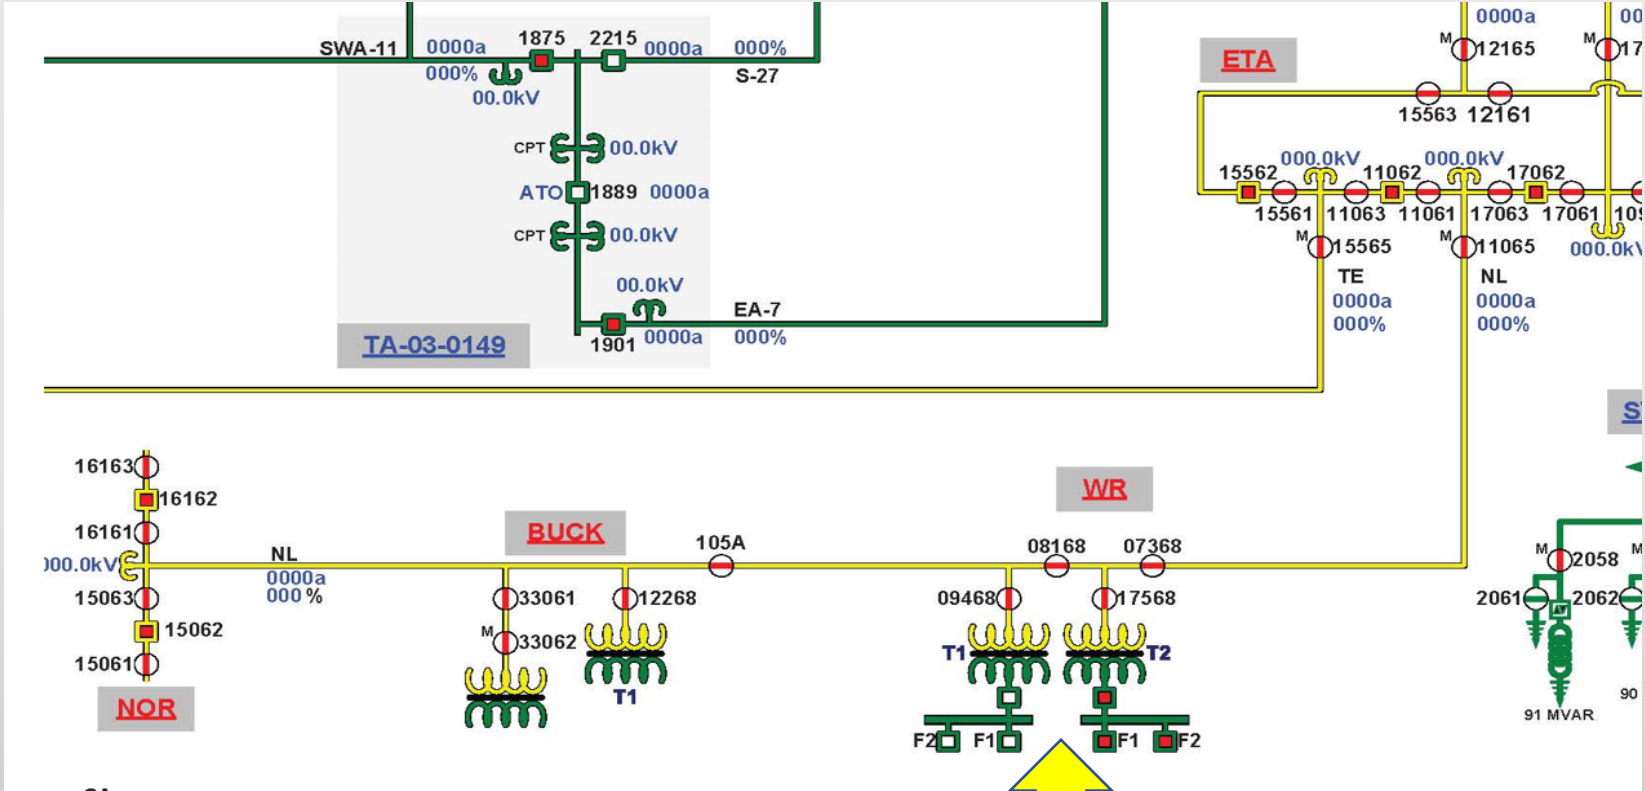 SWA-11
0000a
000%
00.0kV
1875
2215
0000a
000%
S-27
CPT
00.0kV
ATO
1889
0000a
CPT
00.0kV
00.0kV
EA-7
1901
0000a
000%
TA-03-0149
ETA
0000a
M
12165
M
15563
12161
000.0kV
000.0kV
15562
11062
17062
15561
11063
11061
17063
17061
M
15565
M
11065
TE
0000a
000%
NL
0000a
000%
16163
16162
16161
NL
0000a
000 %
15063
15062
15061
NOR
BUCK
105A
33061
12268
M
33062
T1
WR
08168
07368
09468
17568
T1
T2
F2
F1
F1
F2
M
2058
M
2061
2062
91 MVAR
90